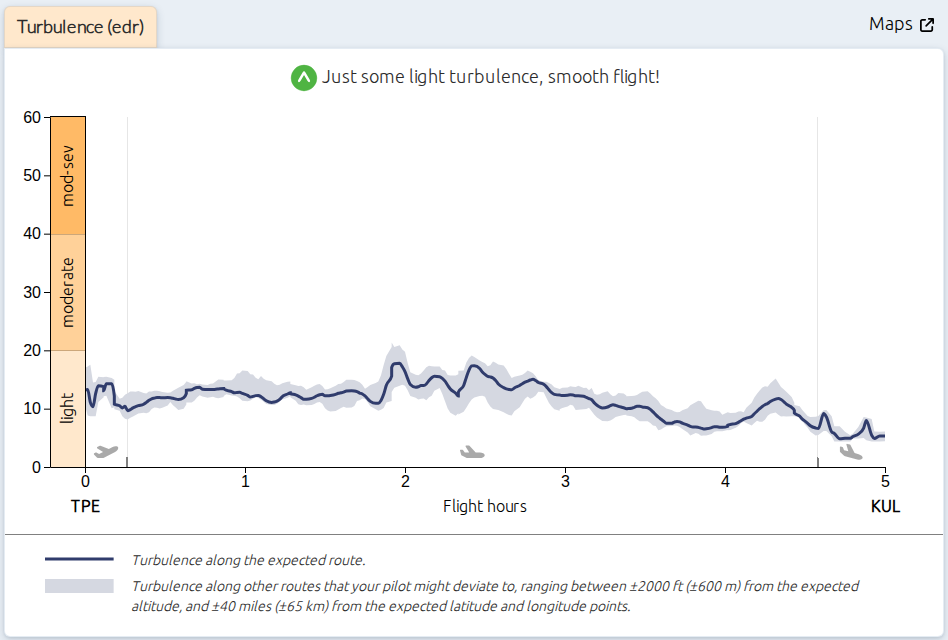 Turbulence (edr)
Maps
Just some light turbulence, smooth flight!
60
50
40
30
20
10
0
mod-sev
moderate
light
0 1 2 3 4 5
TPE Flight hours KUL
Turbulence along the expected route.
Turbulence along other routes that your pilot might deviate to, ranging between ±2000 ft (±600 m) from the expected
altitude, and ±40 miles (±65 km) from the expected latitude and longitude points.